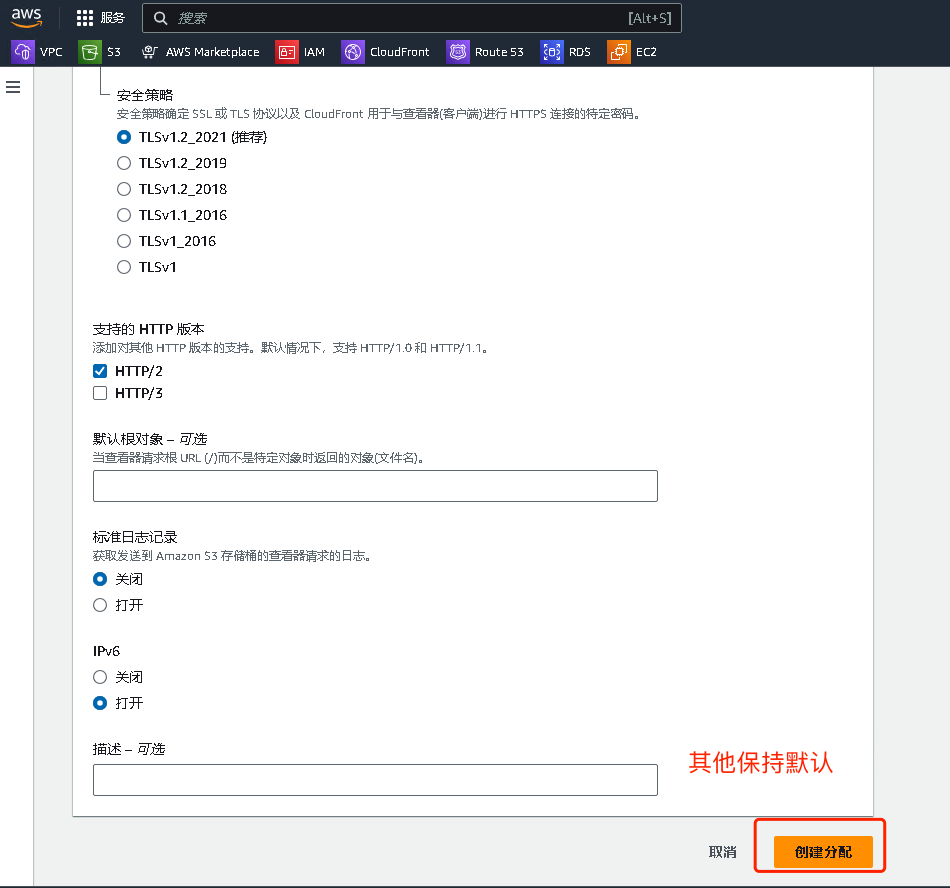 aws
服务
搜索
[Alt+S]
VPC
S3
AWS Marketplace
IAM
CloudFront
Route 53
RDS
EC2
安全策略
安全策略确定 SSL 或 TLS 协议以及 CloudFront 用于与查看器(客户端)进行 HTTPS 连接的特定密码。
TLSv1.2_2021 (推荐)
TLSv1.2_2019
TLSv1.2_2018
TLSv1.1_2016
TLSv1_2016
TLSv1
支持的 HTTP 版本
添加对其他 HTTP 版本的支持。默认情况下，支持 HTTP/1.0 和 HTTP/1.1。
HTTP/2
HTTP/3
默认根对象 – 可选
当查看器请求根 URL (/)而不是特定对象时返回的对象(文件名)。
标准日志记录
获取发送到 Amazon S3 存储桶的查看器请求的日志。
关闭
打开
IPv6
关闭
打开
描述 – 可选
其他保持默认
取消
创建分配